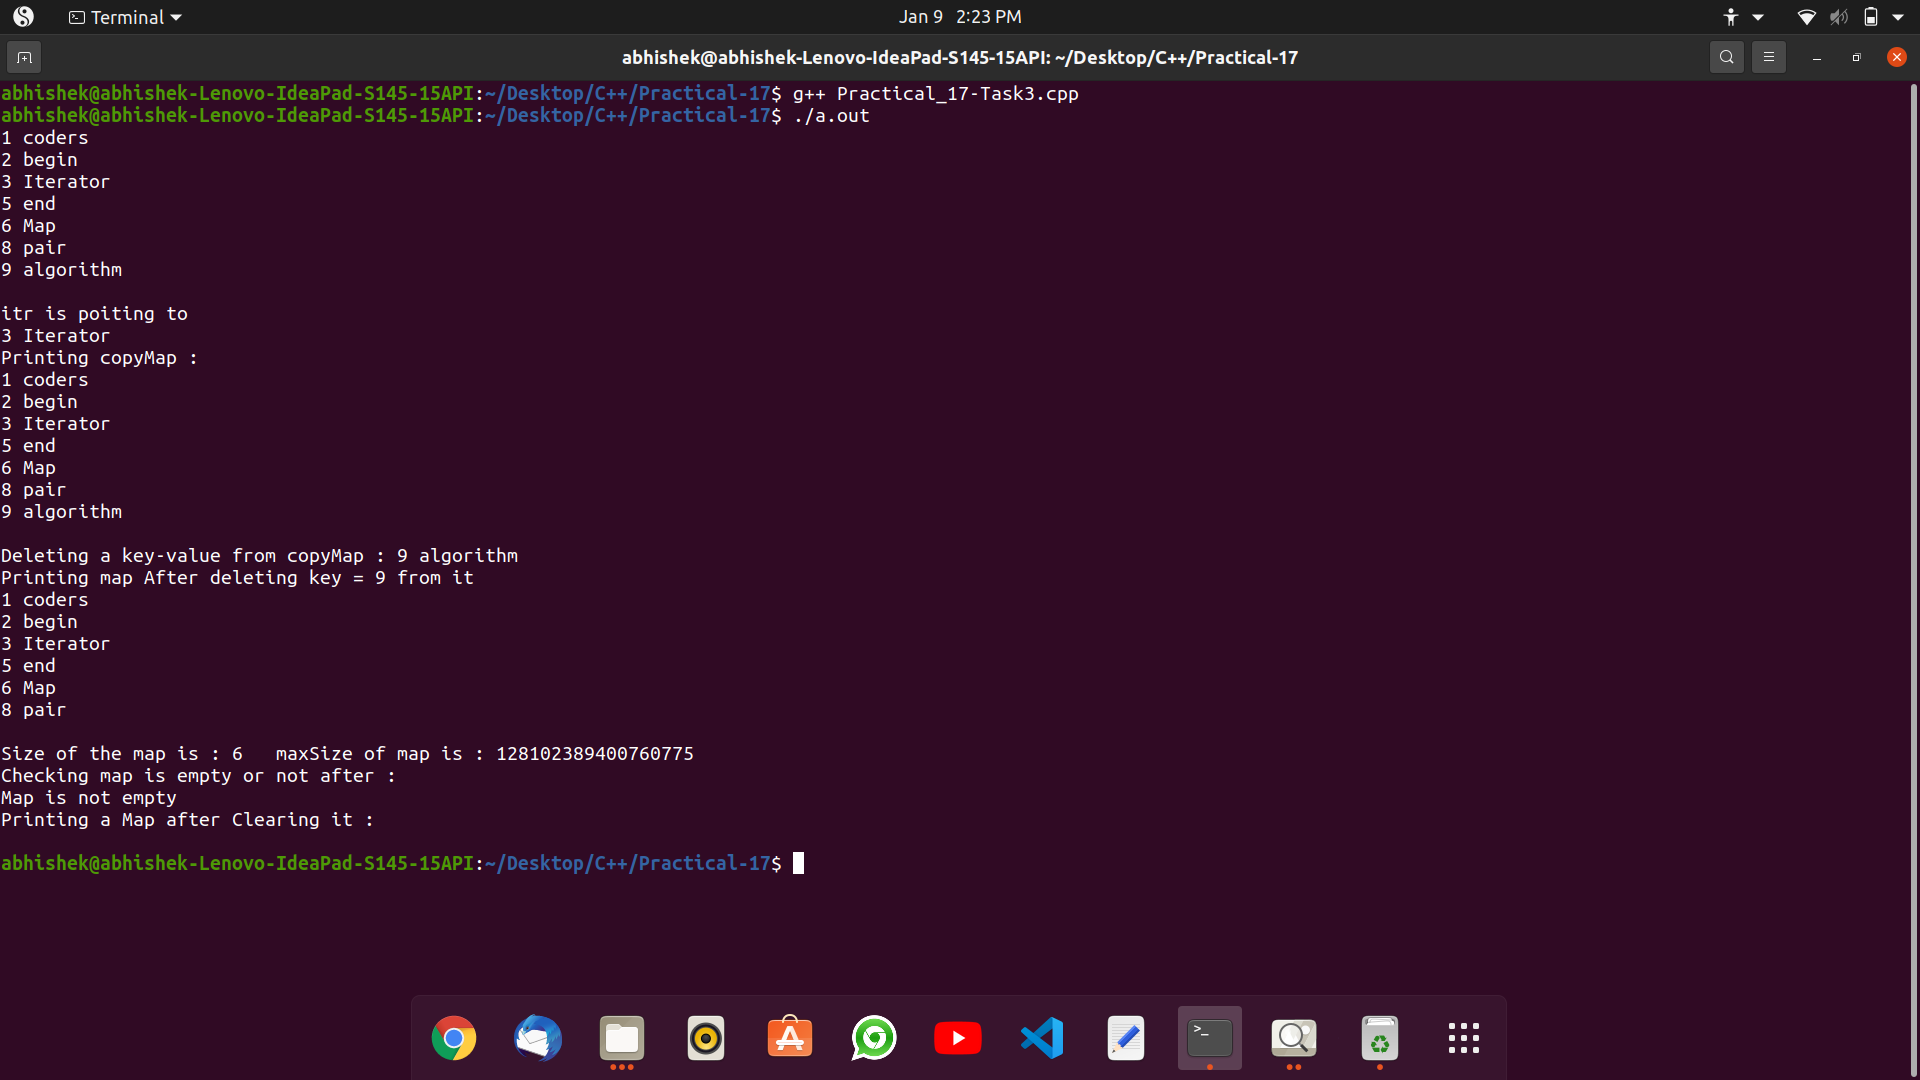 Terminal
Jan 9 2:23 PM
abhishek@abhishek-Lenovo-IdeaPad-S145-15API: ~/Desktop/C++/Practical-17
abhishek@abhishek-Lenovo-IdeaPad-S145-15API:~/Desktop/C++/Practical-17$ g++ Practical_17-Task3.cpp
abhishek@abhishek-Lenovo-IdeaPad-S145-15API:~/Desktop/C++/Practical-17$ ./a.out
1 coders
2 begin
3 Iterator
5 end
6 Map
8 pair
9 algorithm

itr is poiting to
3 Iterator
Printing copyMap :
1 coders
2 begin
3 Iterator
5 end
6 Map
8 pair
9 algorithm

Deleting a key-value from copyMap : 9 algorithm
Printing map After deleting key = 9 from it
1 coders
2 begin
3 Iterator
5 end
6 Map
8 pair

Size of the map is : 6   maxSize of map is : 128102389400760775
Checking map is empty or not after :
Map is not empty
Printing a Map after Clearing it :

abhishek@abhishek-Lenovo-IdeaPad-S145-15API:~/Desktop/C++/Practical-17$